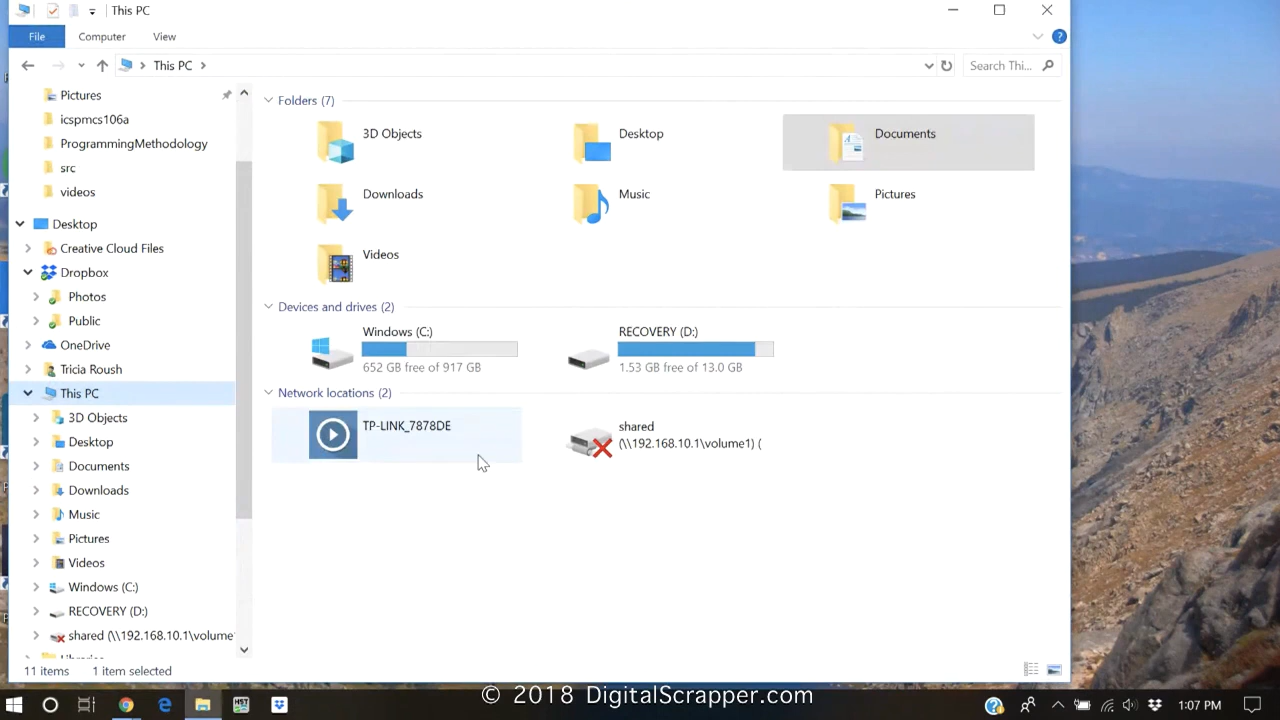 This PC
File
Computer
View
This PC
Search Thi...
Pictures
icspmcs106a
ProgrammingMethodology
src
videos
Desktop
Creative Cloud Files
Dropbox
Photos
Public
OneDrive
Tricia Roush
This PC
3D Objects
Desktop
Documents
Downloads
Music
Pictures
Videos
Windows (C:)
RECOVERY (D:)
shared (\\192.168.10.1\volume
Folders (7)
3D Objects
Desktop
Documents
Downloads
Music
Pictures
Videos
Devices and drives (2)
Windows (C:)
652 GB free of 917 GB
RECOVERY (D:)
1.53 GB free of 13.0 GB
Network locations (2)
TP-LINK_7878DE
shared
(\\192.168.10.1\volume1) (
11 items
1 item selected
© 2018 DigitalScrapper.com
HST
1:07 PM